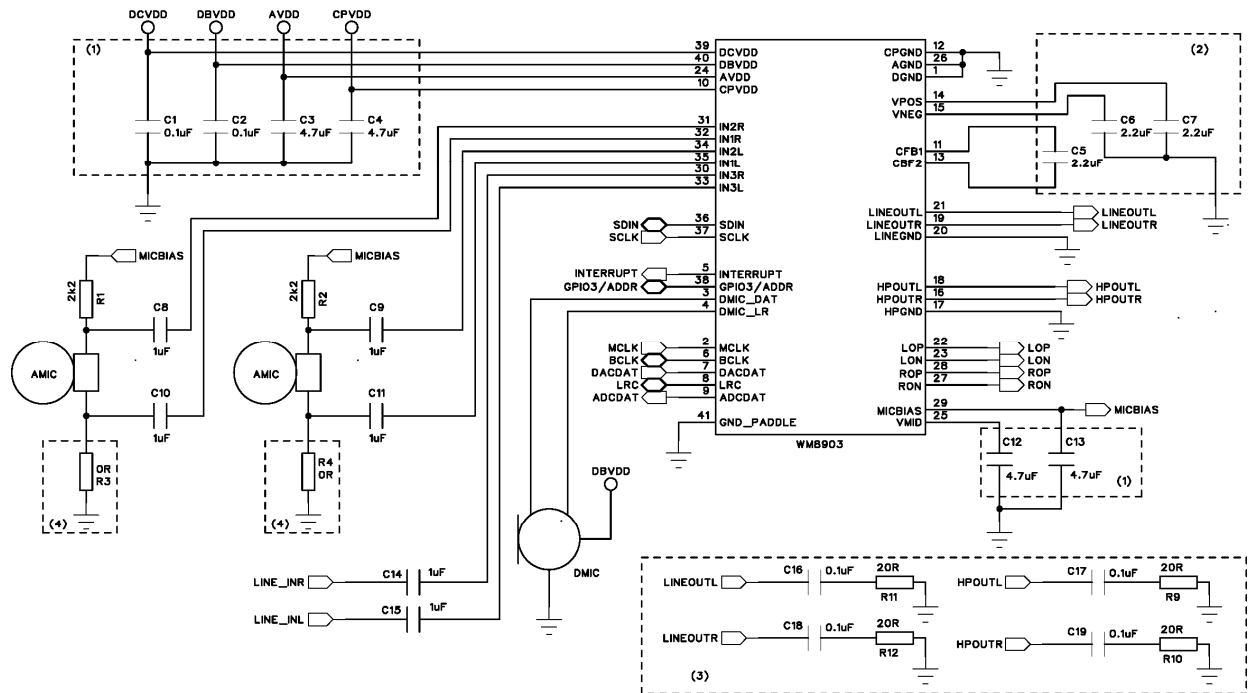 DCVDD DBVDD AVDD CPVDD
(1)
C1 0.1uF
C2 0.1uF
C3 4.7uF
C4 4.7uF
39 DCVDD
40 DBVDD
24 AVDD
10 CPVDD
31 IN2R
32 IN1R
34 IN2L
35 IN1L
30 IN3R
33 IN3L
SDIN 36 SDIN
SCLK 37 SCLK
INTERRUPT 5 INTERRUPT
GPIO3/ADDR 38 GPIO3/ADDR
3 DMIC_DAT
4 DMIC_LR
MCLK 2 MCLK
BCLK 6 BCLK
DACDAT 7 DACDAT
LRC 8 LRC
ADCDAT 9 ADCDAT
41 GND_PADDLE
WM8903
CPGND 12
AGND 26
DGND 1
VPOS 14
VNEG 15
CFB1 11
CBF2 13
LINEOUTL 21 LINEOUTL
LINEOUTR 19 LINEOUTR
LINEGND 20
HPOUTL 18 HPOUTL
HPOUTR 16 HPOUTR
HPGND 17
LOP 22 LOP
LON 23 LON
ROP 28 ROP
RON 27 RON
MICBIAS 29 MICBIAS
VMID 25
(2)
C6 2.2uF
C7 2.2uF
C5 2.2uF
C12 4.7uF
C13 4.7uF
(1)
MICBIAS
2k2 R1
C8 1uF
AMIC
C10 1uF
0R R3
(4)
MICBIAS
2k2 R2
C9 1uF
AMIC
C11 1uF
R4 0R
(4)
DBVDD
DMIC
LINE_INR C14 1uF
LINE_INL C15 1uF
LINEOUTL C16 0.1uF 20R R11
HPOUTL C17 0.1uF 20R R9
LINEOUTR C18 0.1uF 20R R12
HPOUTR C19 0.1uF 20R R10
(3)